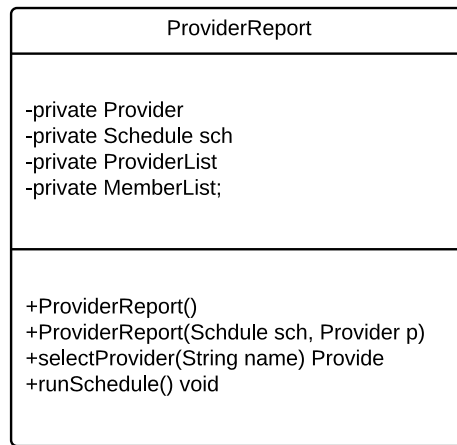 ProviderReport
-private Provider
-private Schedule sch
-private ProviderList
-private MemberList;
+ProviderReport()
+ProviderReport(Schdule sch, Provider p)
+selectProvider(String name) Provide
+runSchedule() void